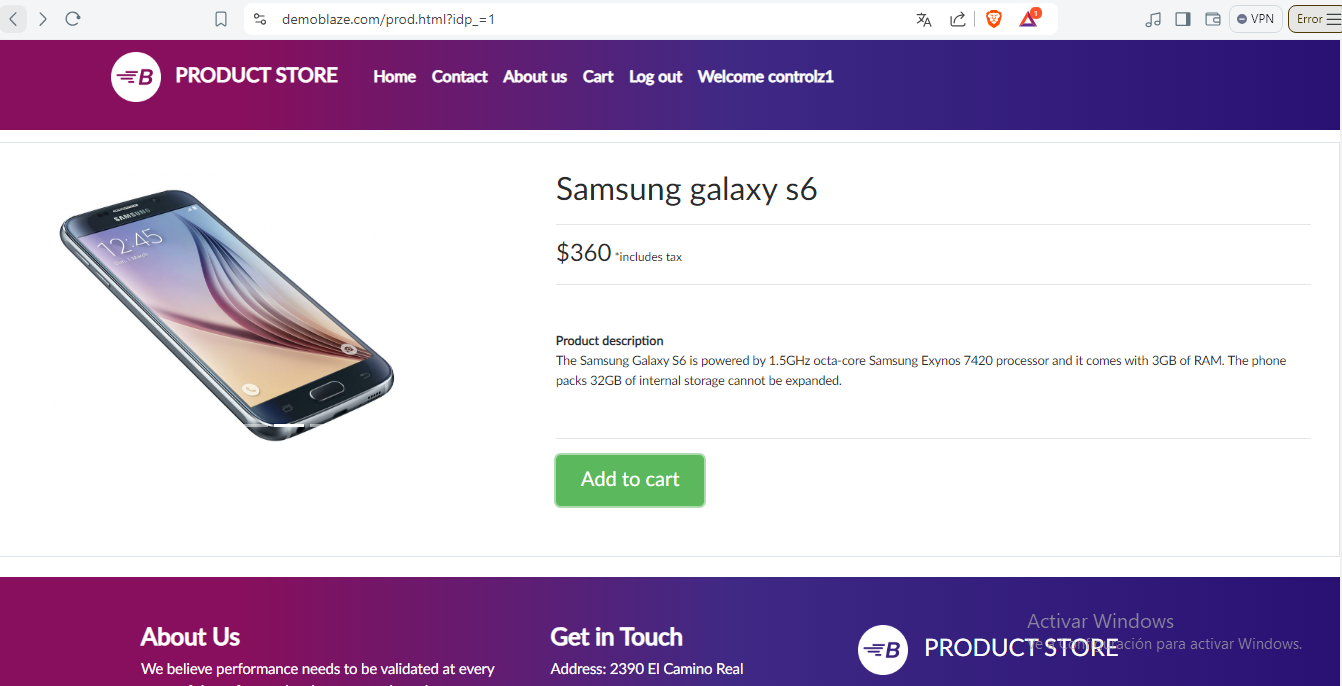 demoblaze.com/prod.html?idp_=1
1
VPN
Error
B
PRODUCT STORE
Home
Contact
About us
Cart
Log out
Welcome controlz1
SAMSUNG
12:45
Samsung galaxy s6
$360 *includes tax
Product description
The Samsung Galaxy S6 is powered by 1.5GHz octa-core Samsung Exynos 7420 processor and it comes with 3GB of RAM. The phone
packs 32GB of internal storage cannot be expanded.
Add to cart
About Us
We believe performance needs to be validated at every
Get in Touch
Address: 2390 El Camino Real
B
PRODUCT STORE
Activar Windows
para activar Windows.